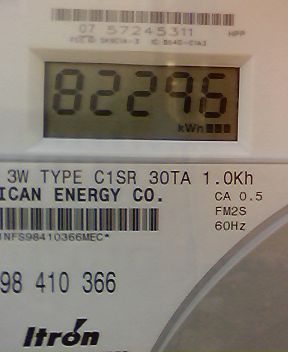 07 57245311
HPP
82296
kWh
3W TYPE C1SR 30TA 1.0Kh
ICAN ENERGY CO.
CA 0.5
FM2S
60Hz
INFS98410366MEC*
98 410 366
Itron